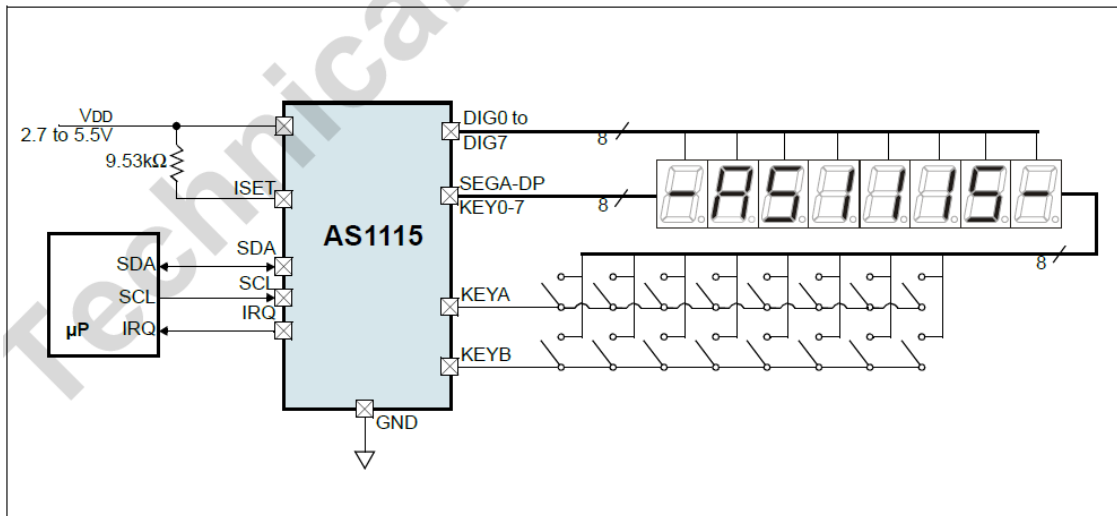 Technical
VDD
2.7 to 5.5V
9.53kΩ
ISET
DIG0 to
DIG7
8
SEGA-DP
KEY0-7
8
-AS1115-
8
AS1115
SDA
SCL
IRQ
SDA
SCL
IRQ
µP
KEYA
KEYB
GND